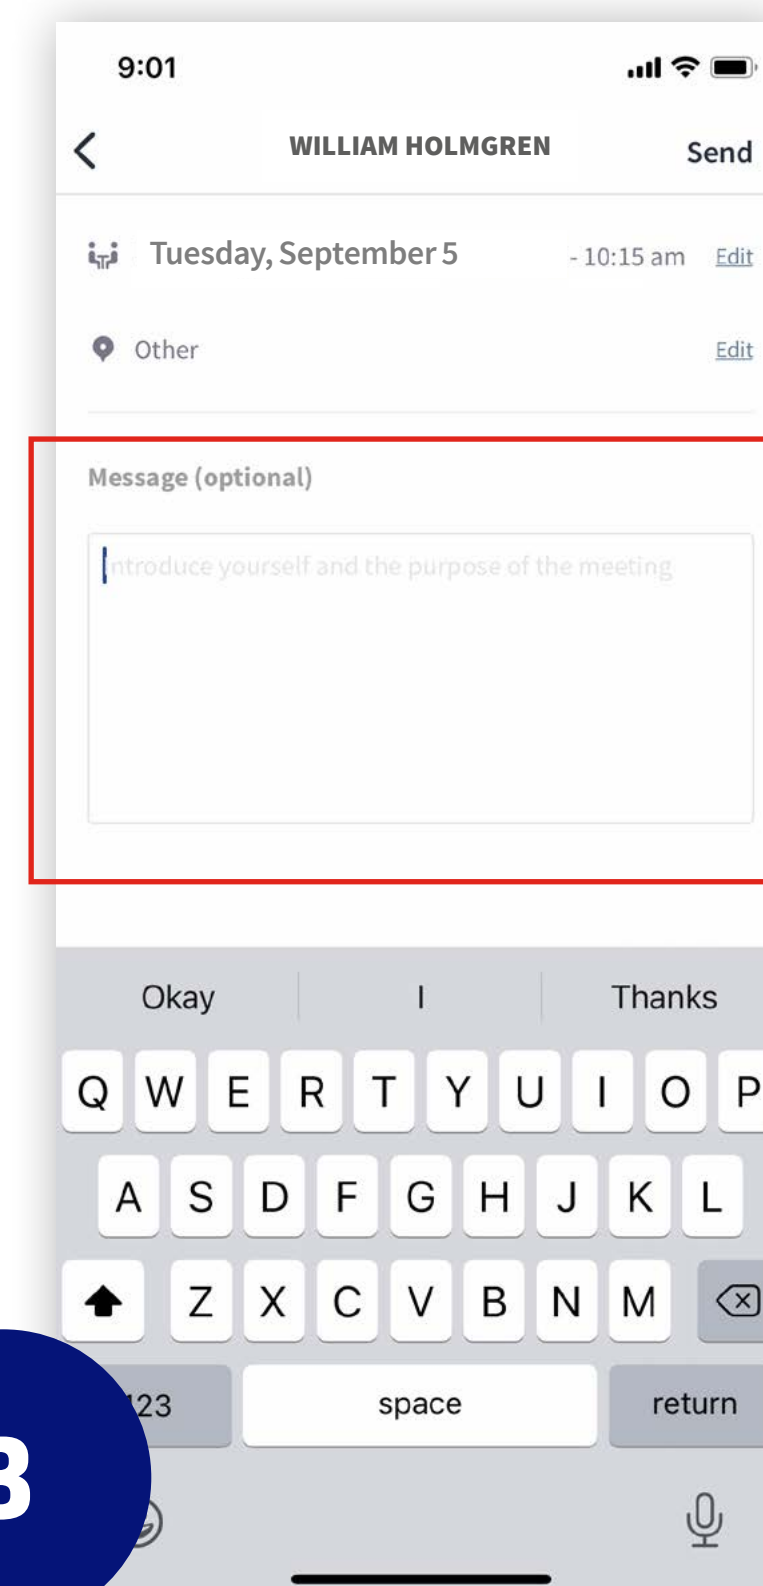 9:01
WILLIAM HOLMGREN
Send
Tuesday, September 5 - 10:15 am Edit
Other Edit
Message (optional)
Introduce yourself and the purpose of the meeting
Okay I Thanks
Q W E R T Y U I O P
A S D F G H J K L
Z X C V B N M
123 space return
3